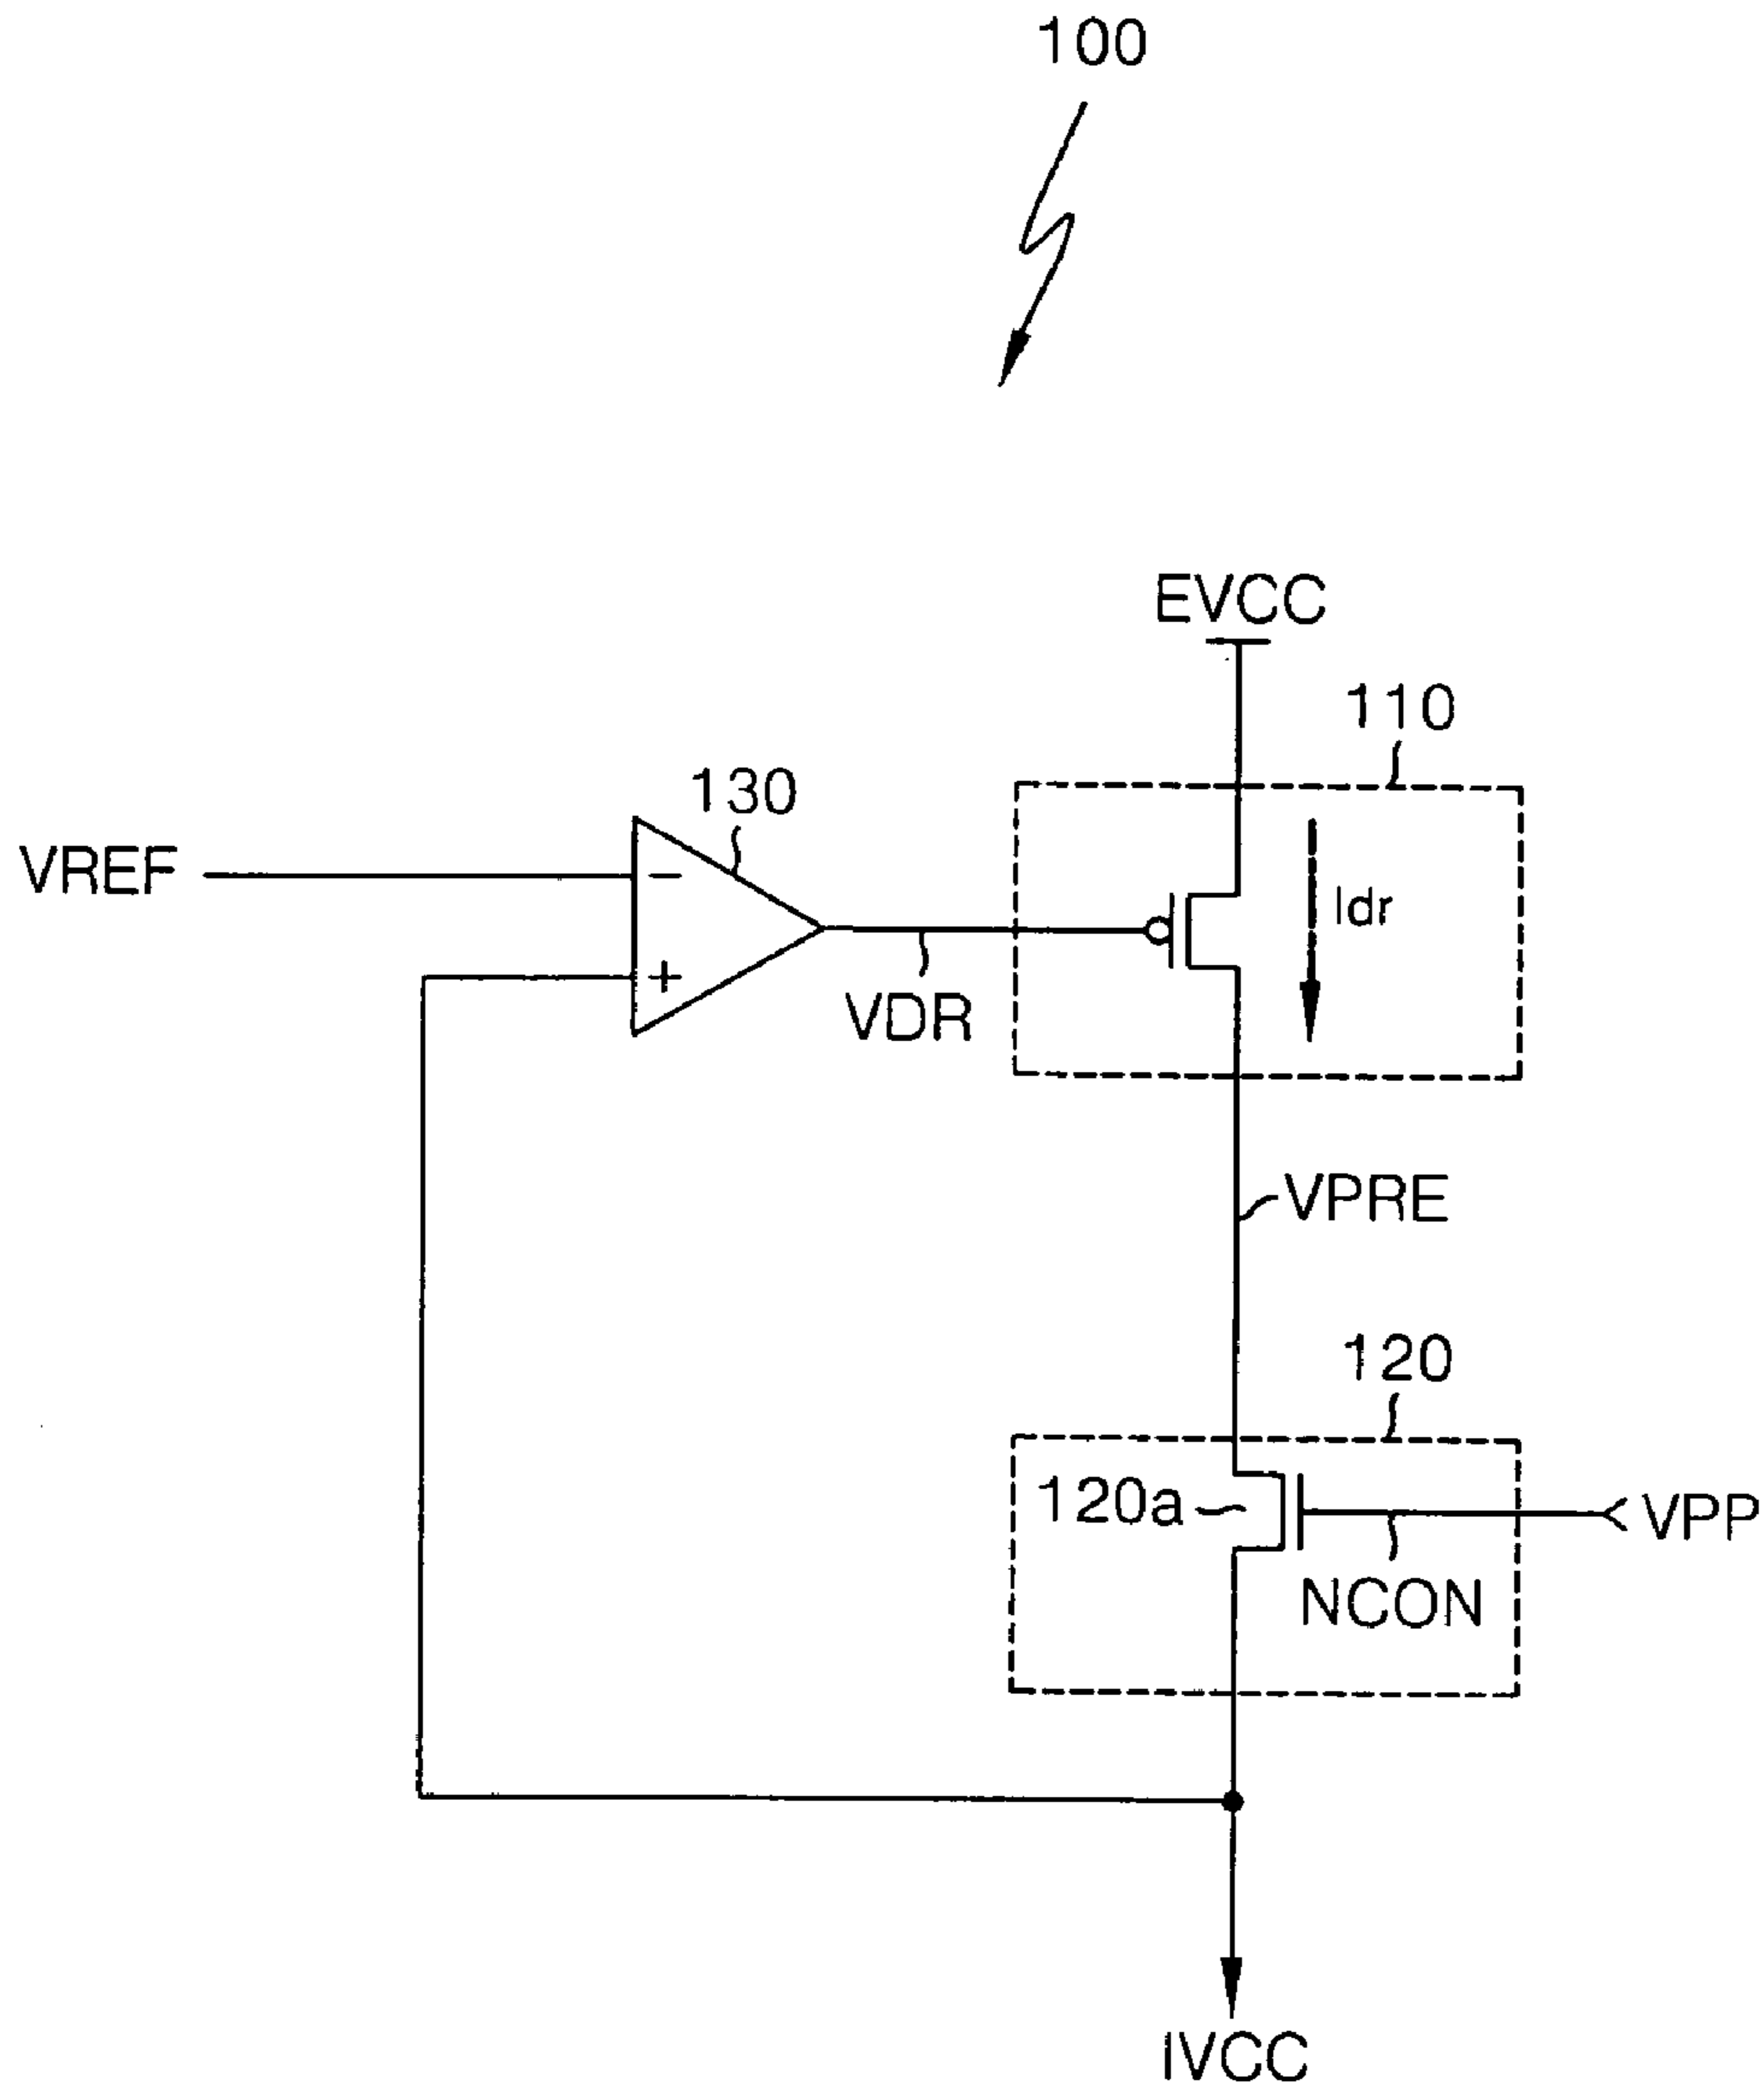 100
EVCC
110
130
VREF
−
Idr
+
VDR
VPRE
120
120a
VPP
NCON
IVCC